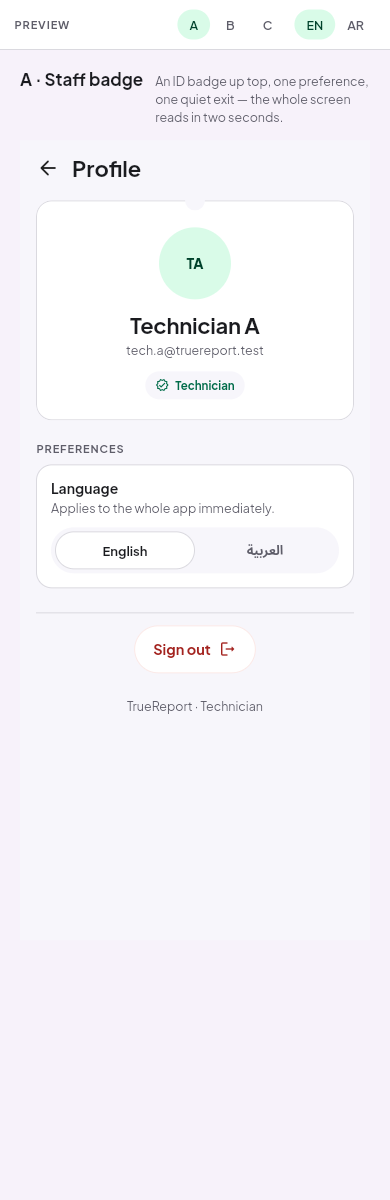 PREVIEW A B C EN AR
A · Staff badge
An ID badge up top, one preference,
one quiet exit — the whole screen
reads in two seconds.
Profile
TA
Technician A
tech.a@truereport.test
Technician
PREFERENCES
Language
Applies to the whole app immediately.
English العربية
Sign out
TrueReport · Technician